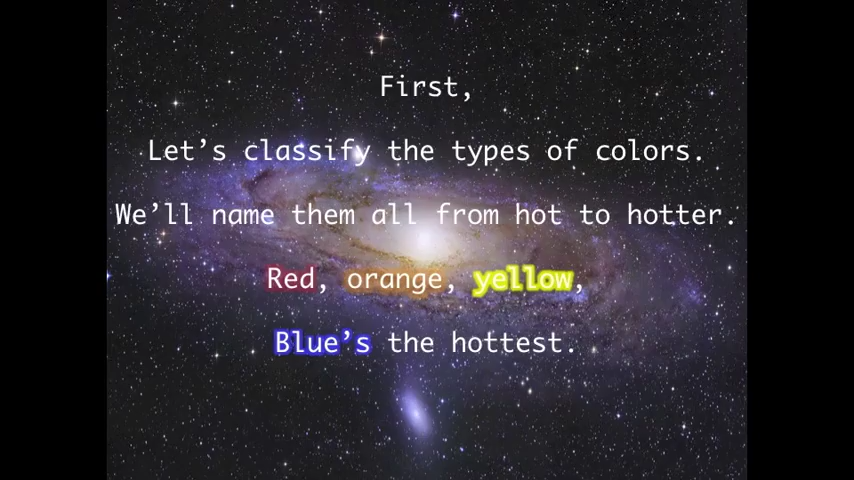 First,
Let’s classify the types of colors.
We’ll name them all from hot to hotter.
Red, orange, yellow,
Blue’s the hottest.